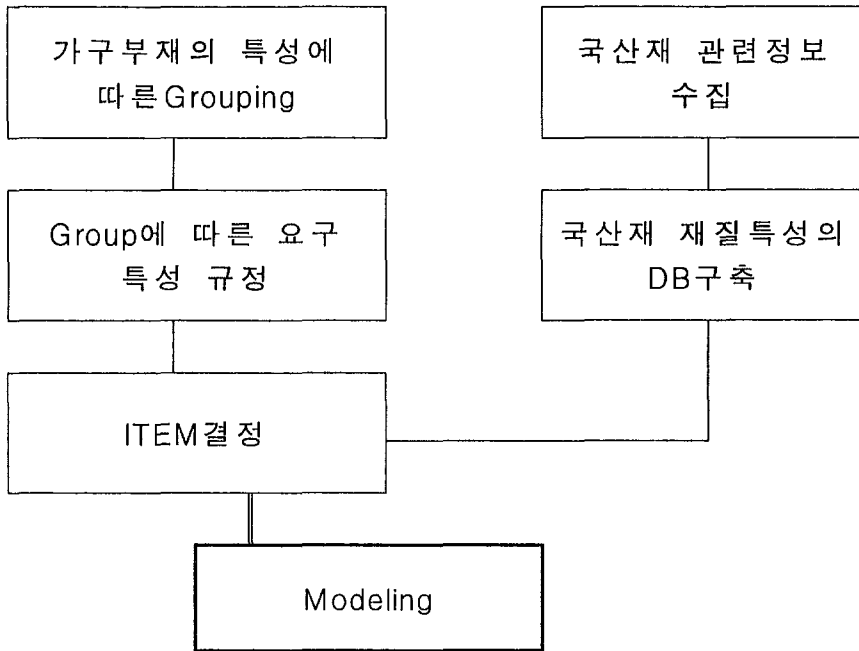 가구부재의 특성에
따른Grouping
국산재 관련정보
수집
Group에 따른 요구
특성 규정
국산재 재질특성의
DB구축
ITEM결정
Modeling